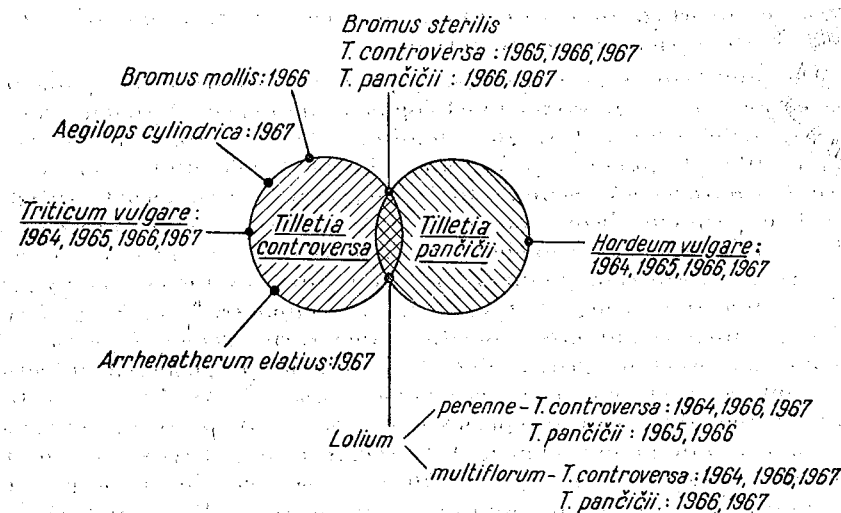 Bromus sterilis
T. controversa : 1965, 1966, 1967
T. pančičii : 1966, 1967
Bromus mollis: 1966
Aegilops cylindrica: 1967
Triticum vulgare:
1964, 1965, 1966, 1967
Tilletia
controversa
Tilletia
pančičii
Hordeum vulgare:
1964, 1965, 1966, 1967
Arrhenatherum elatius: 1967
Lolium
perenne - T. controversa : 1964, 1966, 1967
T. pančičii : 1965, 1966
multiflorum - T. controversa : 1964, 1966, 1967
T. pančičii. : 1966, 1967